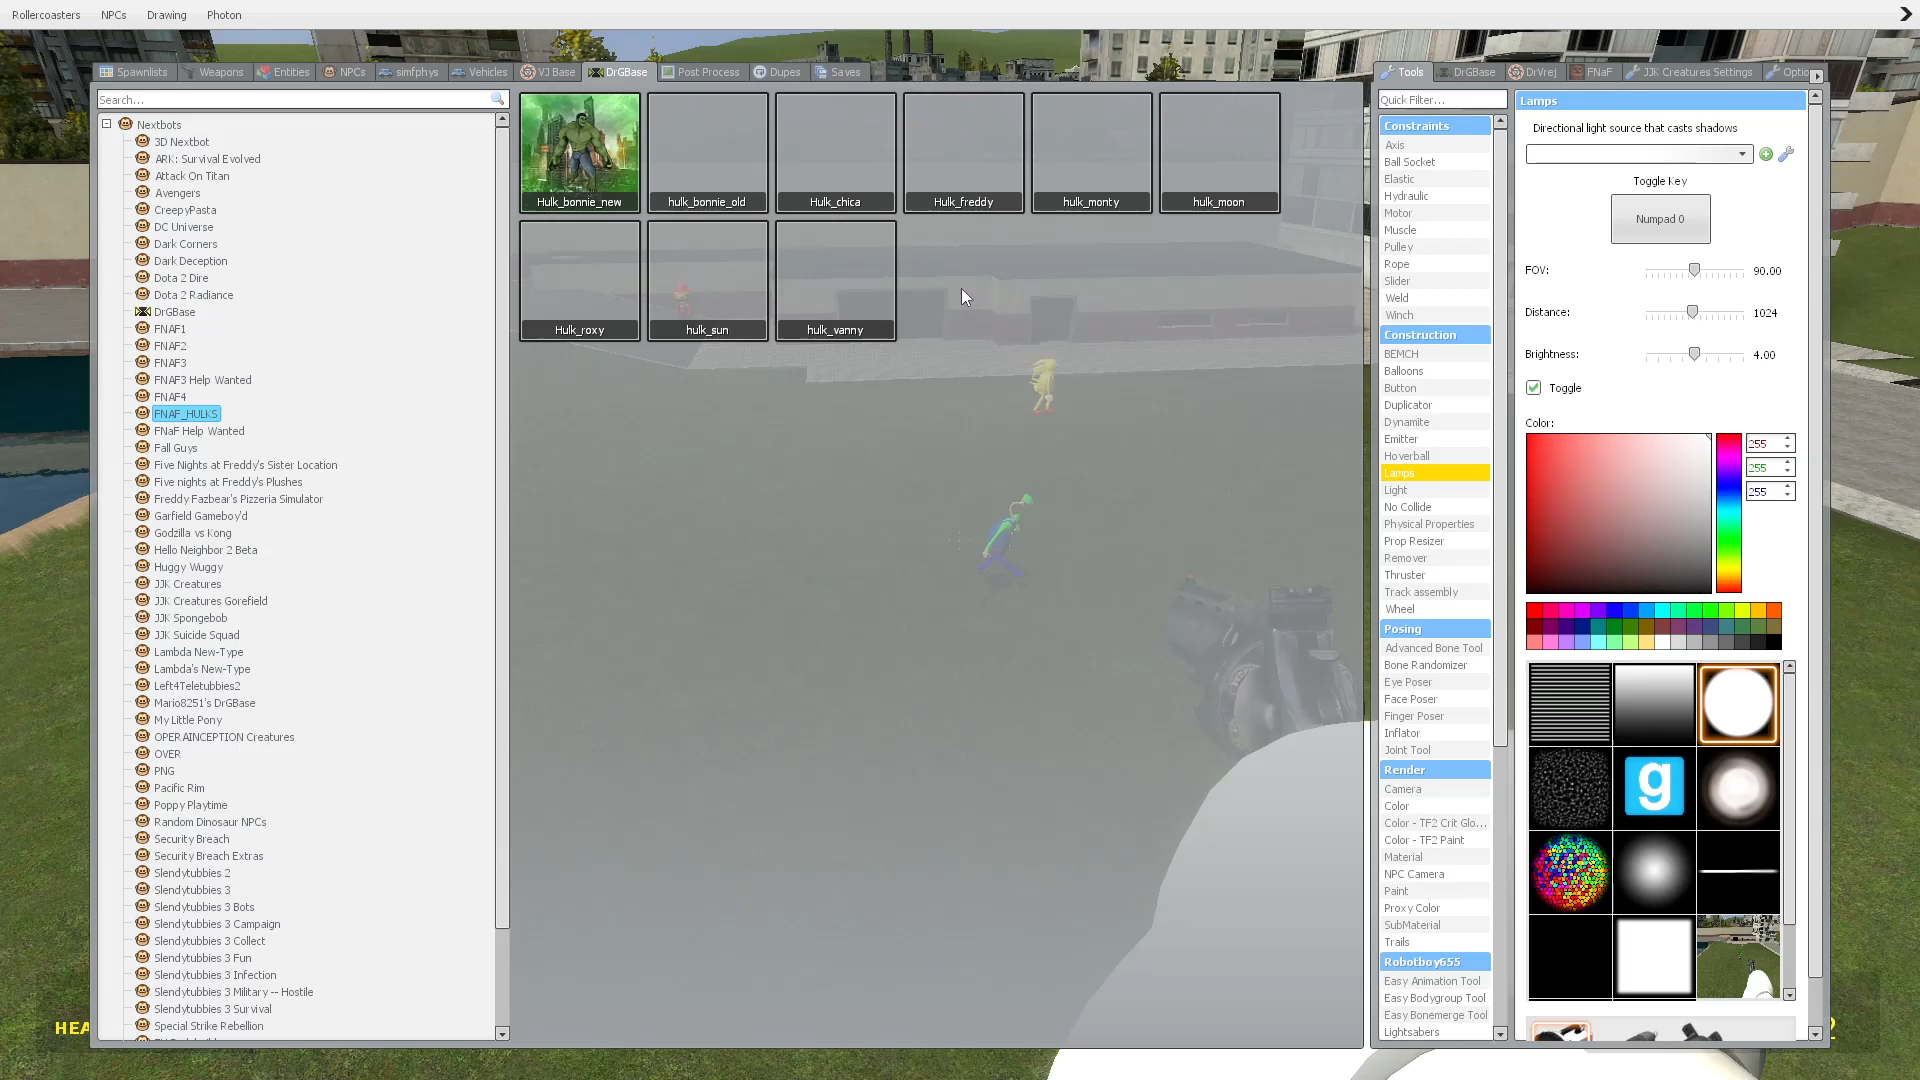 Rollercoasters NPCs Drawing Photon
Spawnlists Weapons Entities NPCs simfphys Vehicles VJ Base DrGBase Post Process Dupes Saves
Tools DrGBase DrVrej FNaF JJK Creatures Settings Optio
Search...
Nextbots
3D Nextbot
ARK: Survival Evolved
Attack On Titan
Avengers
CreepyPasta
DC Universe
Dark Corners
Dark Deception
Dota 2 Dire
Dota 2 Radiance
DrGBase
FNAF1
FNAF2
FNAF3
FNAF3 Help Wanted
FNAF4
FNAF_HULKS
FNaF Help Wanted
Fall Guys
Five Nights at Freddy's Sister Location
Five nights at Freddy's Plushes
Freddy Fazbear's Pizzeria Simulator
Garfield Gameboy'd
Godzilla vs Kong
Hello Neighbor 2 Beta
Huggy Wuggy
JJK Creatures
JJK Creatures Gorefield
JJK Spongebob
JJK Suicide Squad
Lambda New-Type
Lambda's New-Type
Left4Teletubbies2
Mario8251's DrGBase
My Little Pony
OPERAINCEPTION Creatures
OVER
PNG
Pacific Rim
Poppy Playtime
Random Dinosaur NPCs
Security Breach
Security Breach Extras
Slendytubbies 2
Slendytubbies 3
Slendytubbies 3 Bots
Slendytubbies 3 Campaign
Slendytubbies 3 Collect
Slendytubbies 3 Fun
Slendytubbies 3 Infection
Slendytubbies 3 Military -- Hostile
Slendytubbies 3 Survival
Special Strike Rebellion
HEA
Hulk_bonnie_new hulk_bonnie_old Hulk_chica Hulk_freddy hulk_monty hulk_moon
Hulk_roxy hulk_sun hulk_vanny
Quick Filter...
Constraints
Axis
Ball Socket
Elastic
Hydraulic
Motor
Muscle
Pulley
Rope
Slider
Weld
Winch
Construction
BEMCH
Balloons
Button
Duplicator
Dynamite
Emitter
Hoverball
Lamps
Light
No Collide
Physical Properties
Prop Resizer
Remover
Thruster
Track assembly
Wheel
Posing
Advanced Bone Tool
Bone Randomizer
Eye Poser
Face Poser
Finger Poser
Inflator
Joint Tool
Render
Camera
Color
Color - TF2 Crit Glo...
Color - TF2 Paint
Material
NPC Camera
Paint
Proxy Color
SubMaterial
Trails
Robotboy655
Easy Animation Tool
Easy Bodygroup Tool
Easy Bonemerge Tool
Lightsabers
Lamps
Directional light source that casts shadows
Toggle Key
Numpad 0
FOV: 90.00
Distance: 1024
Brightness: 4.00
Toggle
Color:
255
255
255
g